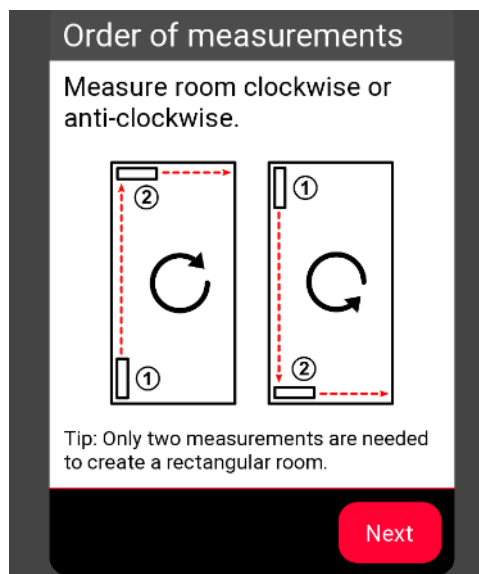 Order of measurements
Measure room clockwise or
anti-clockwise.
② ①
① ②
Tip: Only two measurements are needed
to create a rectangular room.
Next